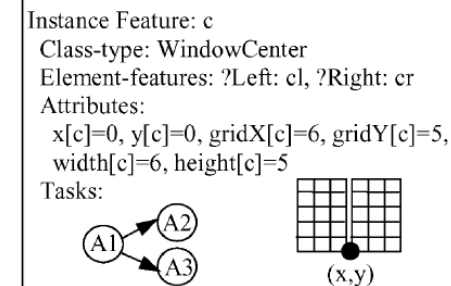 Instance Feature: c
Class-type: WindowCenter
Element-features: ?Left: cl, ?Right: cr
Attributes:
x[c]=0, y[c]=0, gridX[c]=6, gridY[c]=5,
width[c]=6, height[c]=5
Tasks:
A2
A1
A3
(x,y)